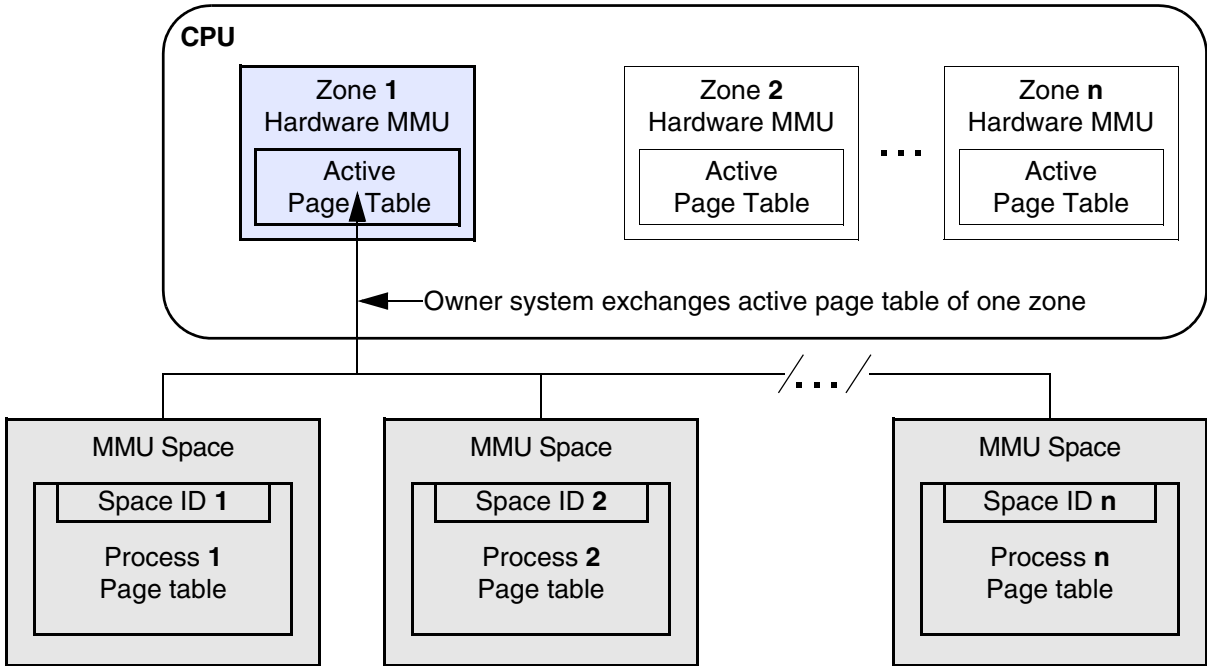 CPU
Zone 1
Hardware MMU
Active
Page Table
Zone 2
Hardware MMU
Active
Page Table
...
Zone n
Hardware MMU
Active
Page Table
Owner system exchanges active page table of one zone
/.../
MMU Space
Space ID 1
Process 1
Page table
MMU Space
Space ID 2
Process 2
Page table
MMU Space
Space ID n
Process n
Page table